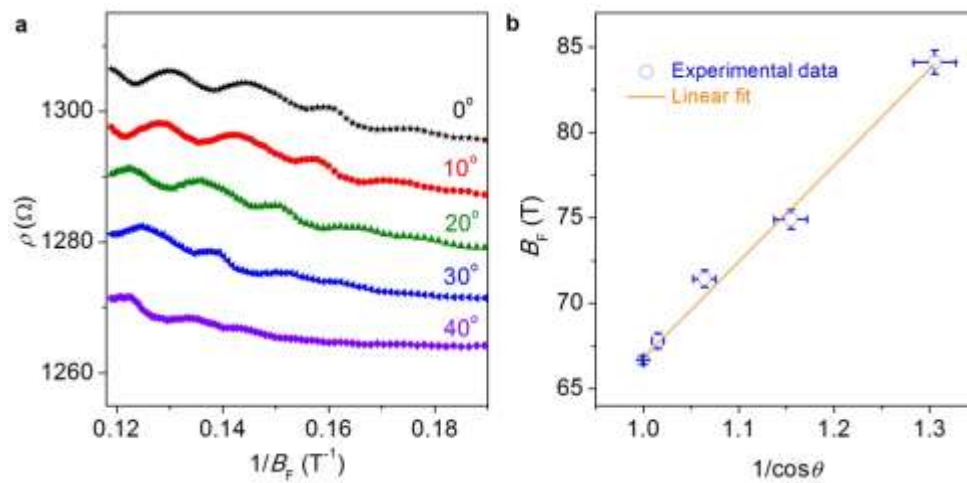 a
1300
1280
1260
ρ (Ω)
0°
10°
20°
30°
40°
0.12 0.14 0.16 0.18
1/B_F (T⁻¹)
b
85
80
75
70
65
B_F (T)
Experimental data
Linear fit
1.0 1.1 1.2 1.3
1/cosθ